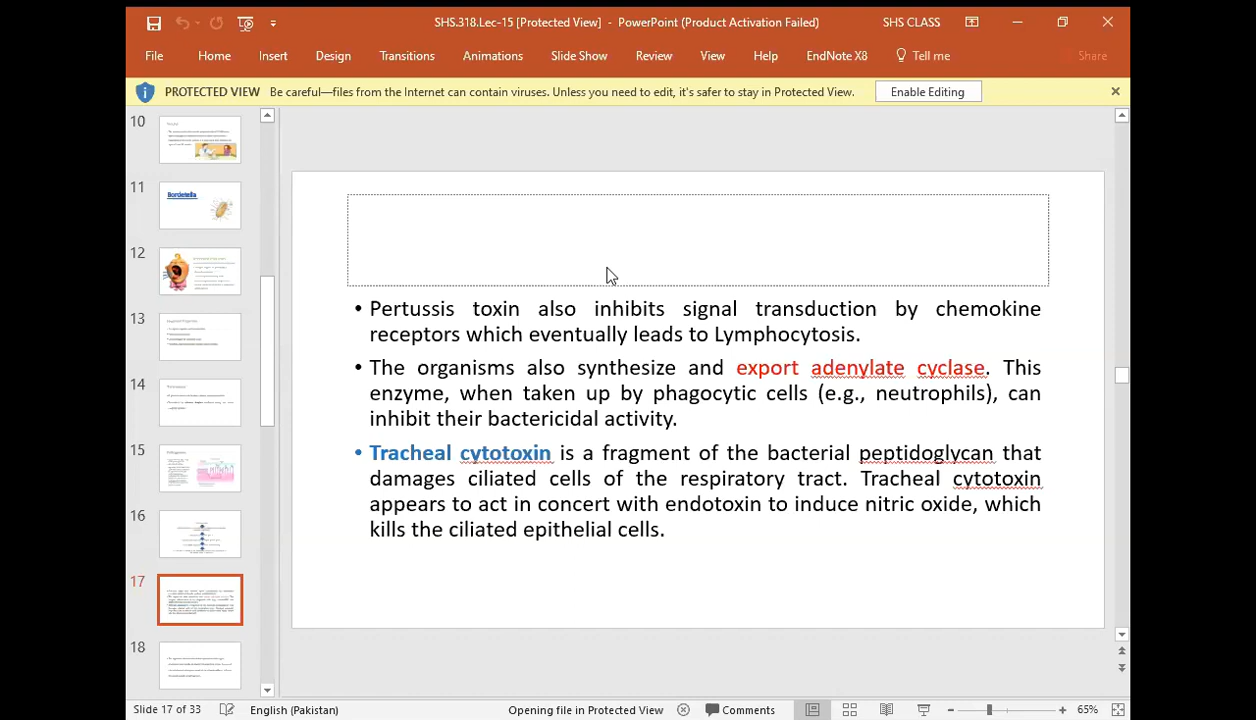 SHS.318.Lec-15 [Protected View] - PowerPoint (Product Activation Failed)
SHS CLASS
File Home Insert Design Transitions Animations Slide Show Review View Help EndNote X8 Tell me Share
PROTECTED VIEW Be careful—files from the Internet can contain viruses. Unless you need to edit, it's safer to stay in Protected View. Enable Editing
10
11
Bordetella
12
13
14
15
16
17
18
• Pertussis toxin also inhibits signal transduction by chemokine
receptors which eventually leads to Lymphocytosis.
• The organisms also synthesize and export adenylate cyclase. This
enzyme, when taken up by phagocytic cells (e.g., neutrophils), can
inhibit their bactericidal activity.
• Tracheal cytotoxin is a fragment of the bacterial peptidoglycan that
damages ciliated cells of the respiratory tract. Tracheal cytotoxin
appears to act in concert with endotoxin to induce nitric oxide, which
kills the ciliated epithelial cells.
Slide 17 of 33 English (Pakistan) Opening file in Protected View Comments 65%